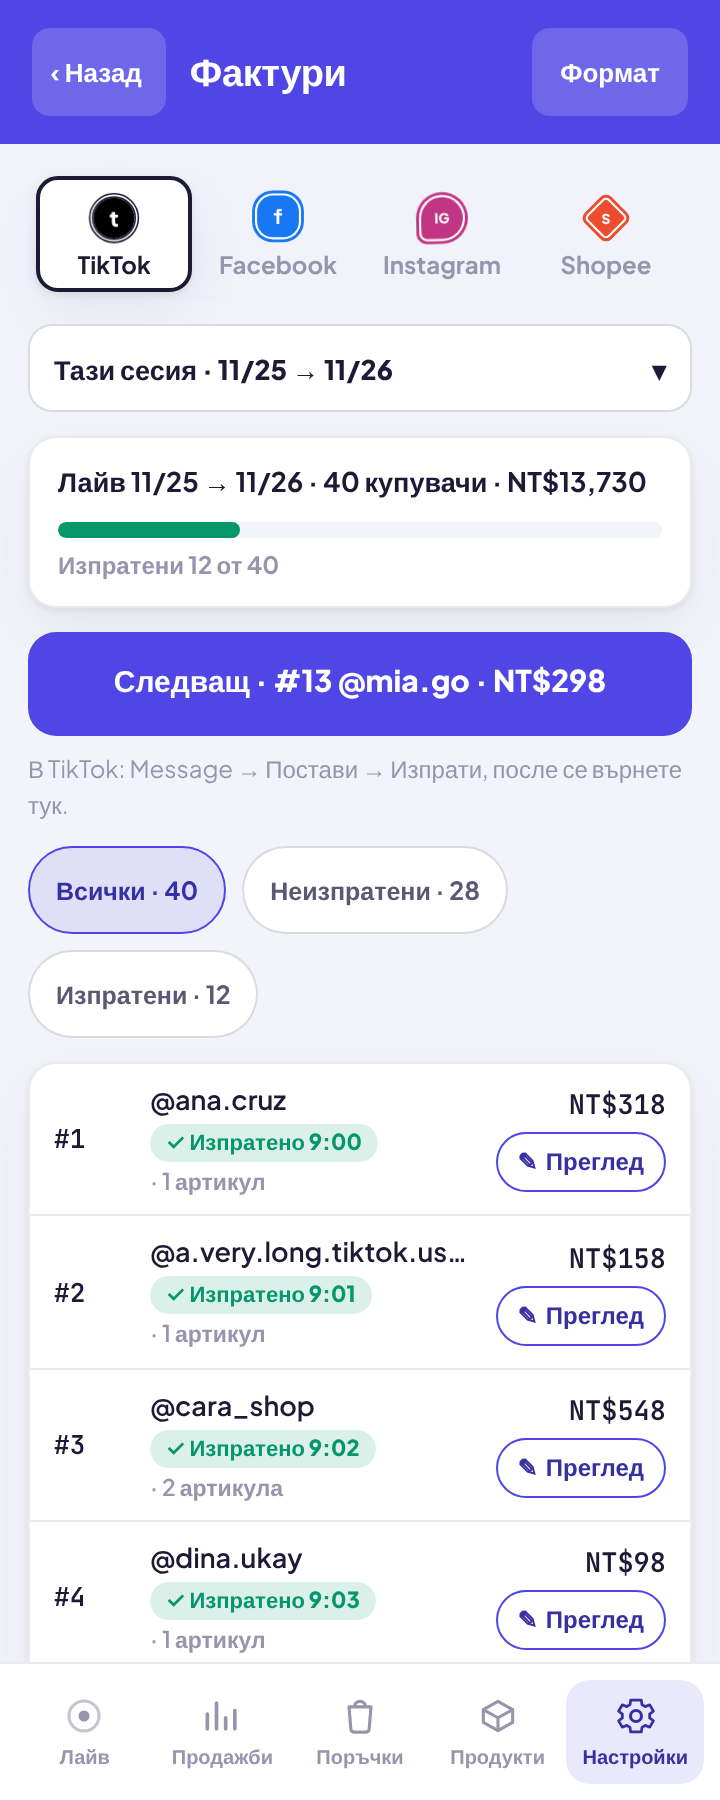 ‹ Назад
Фактури
Формат
t
f
IG
S
TikTok
Facebook
Instagram
Shopee
Тази сесия · 11/25 → 11/26 ▼
Лайв 11/25 → 11/26 · 40 купувачи · NT$13,730
Изпратени 12 от 40
Следващ · #13 @mia.go · NT$298
В TikTok: Message → Постави → Изпрати, после се върнете
тук.
Всички · 40
Неизпратени · 28
Изпратени · 12
#1
@ana.cruz
✓ Изпратено 9:00
· 1 артикул
NT$318
✎ Преглед
#2
@a.very.long.tiktok.us…
✓ Изпратено 9:01
· 1 артикул
NT$158
✎ Преглед
#3
@cara_shop
✓ Изпратено 9:02
· 2 артикула
NT$548
✎ Преглед
#4
@dina.ukay
✓ Изпратено 9:03
· 1 артикул
NT$98
✎ Преглед
Лайв
Продажби
Поръчки
Продукти
Настройки